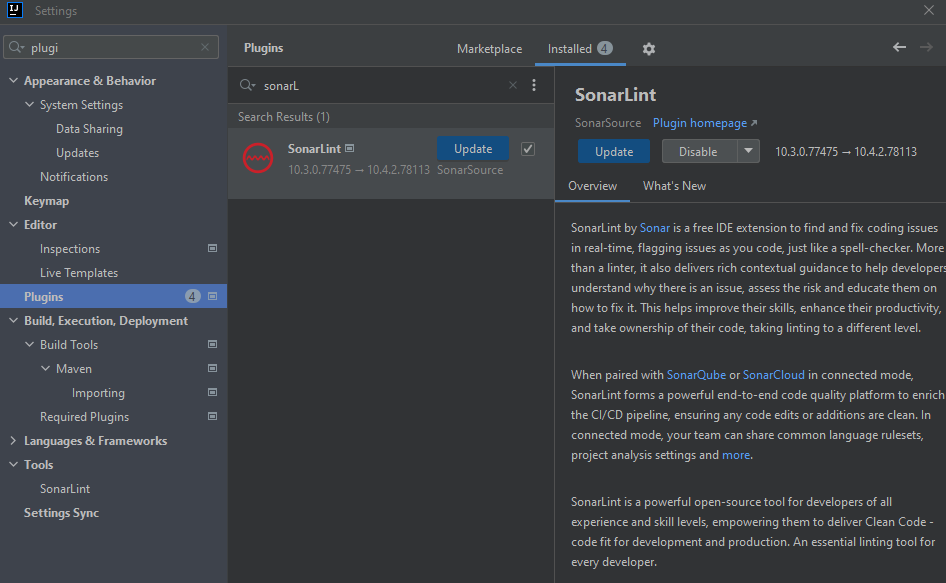 IJ
Settings
plugi
Appearance & Behavior
System Settings
Data Sharing
Updates
Notifications
Keymap
Editor
Inspections
Live Templates
Plugins 4
Build, Execution, Deployment
Build Tools
Maven
Importing
Required Plugins
Languages & Frameworks
Tools
SonarLint
Settings Sync
Plugins
Marketplace
Installed 4
sonarL
Search Results (1)
SonarLint
Update
10.3.0.77475 → 10.4.2.78113 SonarSource
SonarLint
SonarSource Plugin homepage ↗
Update
Disable
10.3.0.77475 → 10.4.2.78113
Overview
What's New
SonarLint by Sonar is a free IDE extension to find and fix coding issues
in real-time, flagging issues as you code, just like a spell-checker. More
than a linter, it also delivers rich contextual guidance to help developers
understand why there is an issue, assess the risk and educate them on
how to fix it. This helps improve their skills, enhance their productivity,
and take ownership of their code, taking linting to a different level.
When paired with SonarQube or SonarCloud in connected mode,
SonarLint forms a powerful end-to-end code quality platform to enrich
the CI/CD pipeline, ensuring any code edits or additions are clean. In
connected mode, your team can share common language rulesets,
project analysis settings and more.
SonarLint is a powerful open-source tool for developers of all
experience and skill levels, empowering them to deliver Clean Code -
code fit for development and production. An essential linting tool for
every developer.